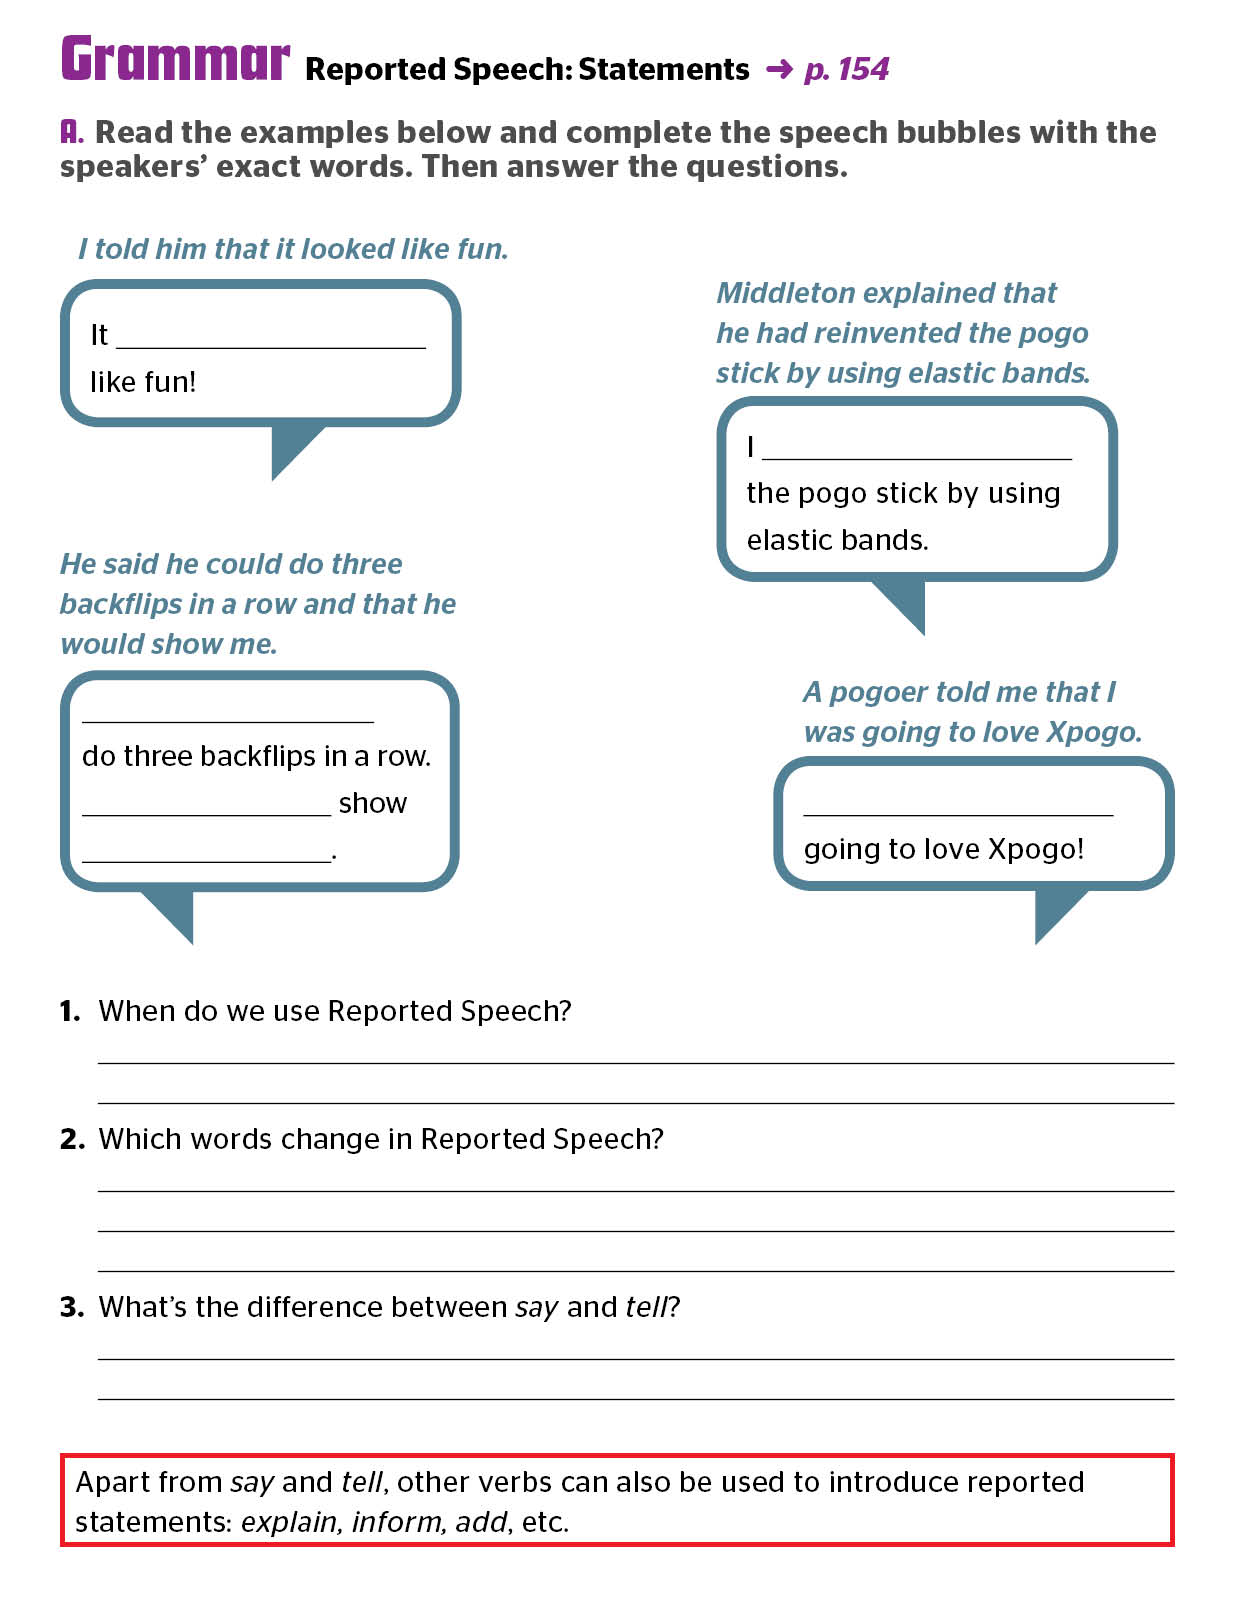 Grammar Reported Speech: Statements ➜ p. 154
A. Read the examples below and complete the speech bubbles with the
speakers’ exact words. Then answer the questions.
I told him that it looked like fun.
It ____________________
like fun!
Middleton explained that
he had reinvented the pogo
stick by using elastic bands.
I ____________________
the pogo stick by using
elastic bands.
He said he could do three
backflips in a row and that he
would show me.
____________________
do three backflips in a row.
________________ show
________________.
A pogoer told me that I
was going to love Xpogo.
____________________
going to love Xpogo!
1. When do we use Reported Speech?
2. Which words change in Reported Speech?
3. What’s the difference between say and tell?
Apart from say and tell, other verbs can also be used to introduce reported
statements: explain, inform, add, etc.